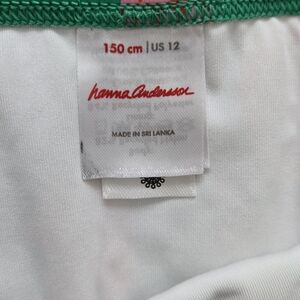 150 cm | US 12
hanna andersson
MADE IN SRI LANKA